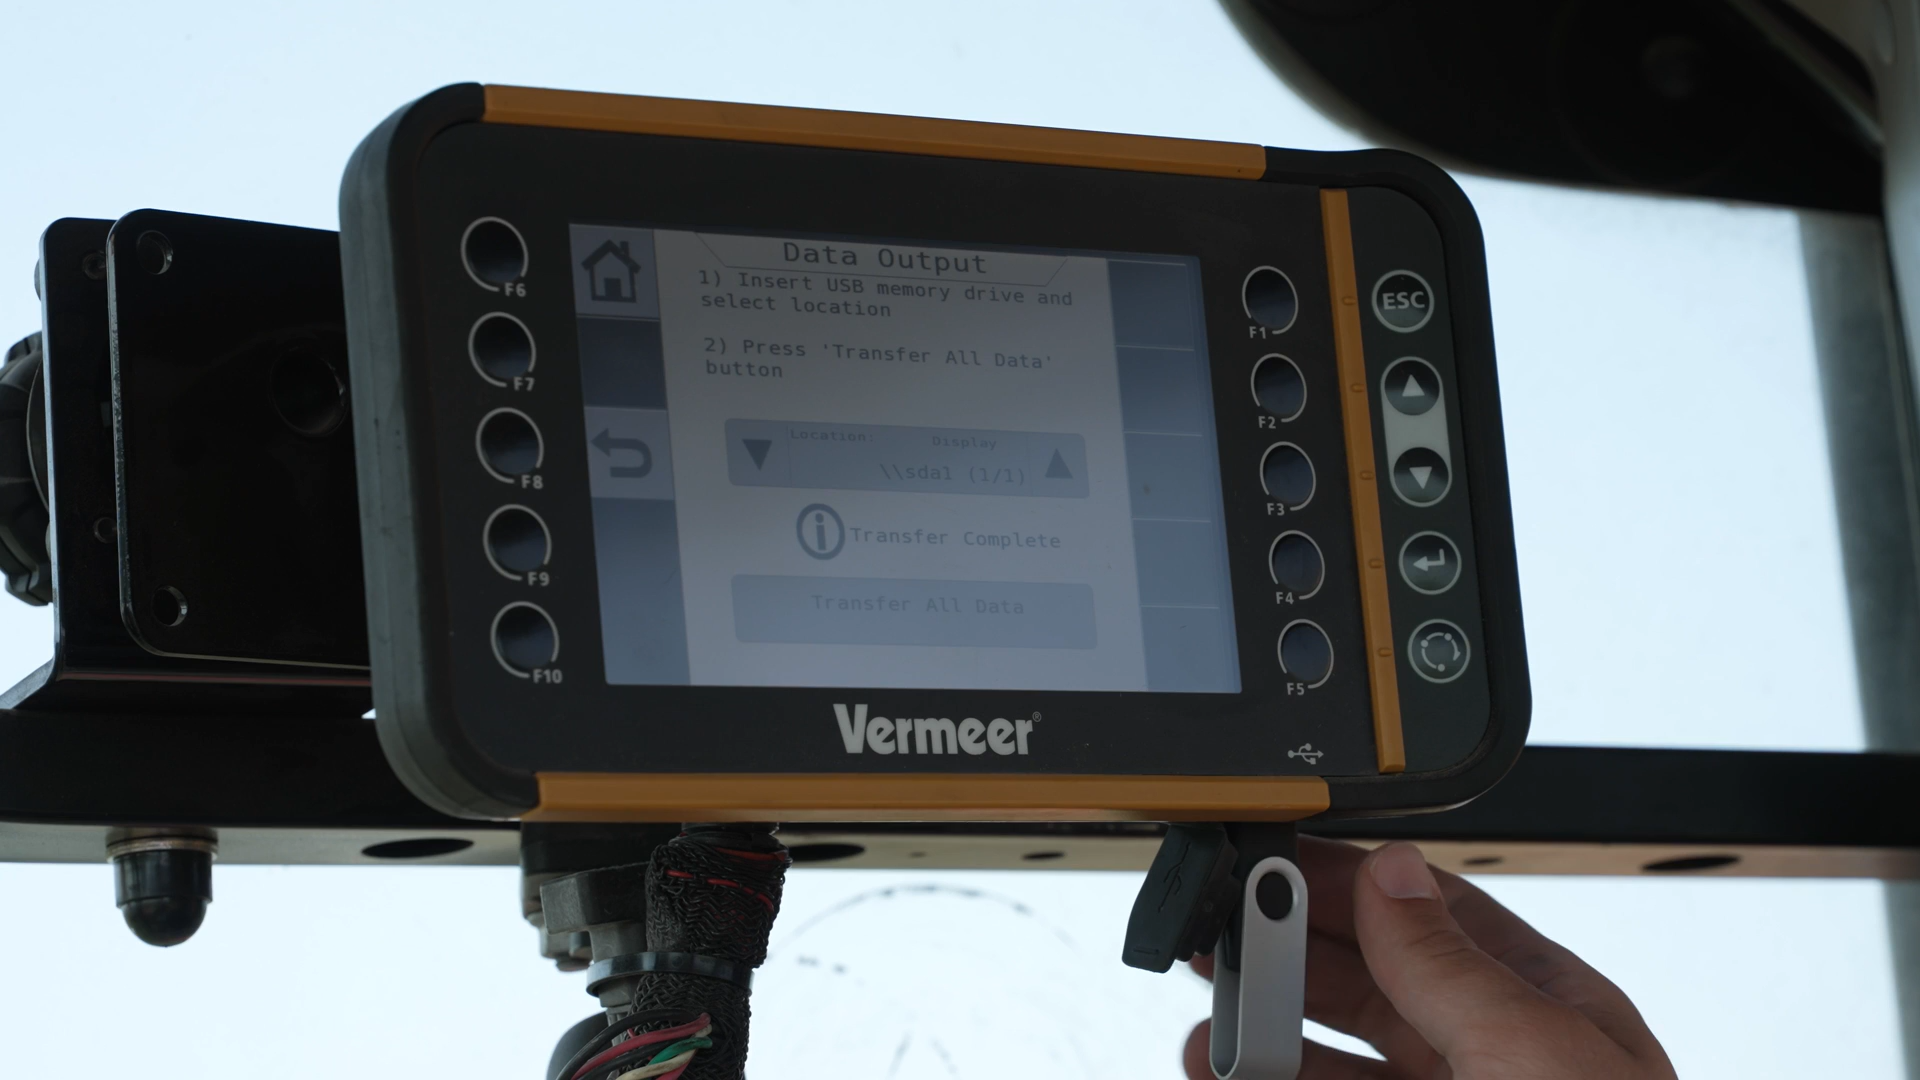 Data Output
1) Insert USB memory drive and
select location
2) Press 'Transfer All Data'
button
Location: Display
\\sda1 (1/1)
Transfer Complete
Transfer All Data
F6
F7
F8
F9
F10
F1
F2
F3
F4
F5
ESC
Vermeer®